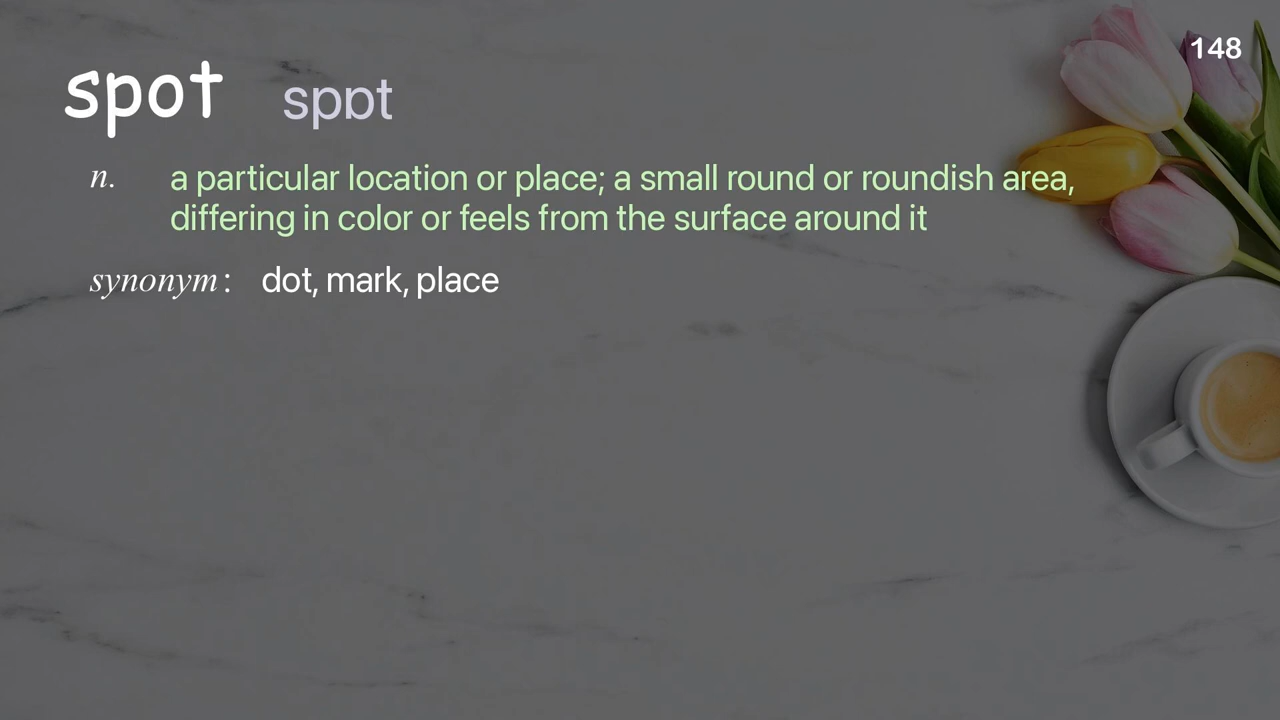 148
spot spɒt
n. a particular location or place; a small round or roundish area,
differing in color or feels from the surface around it
synonym: dot, mark, place